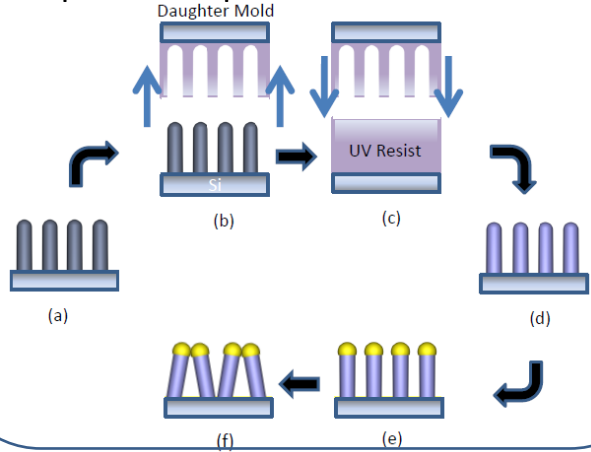 Daughter Mold
Si
UV Resist
(b)
(c)
(a)
(d)
(f)
(e)